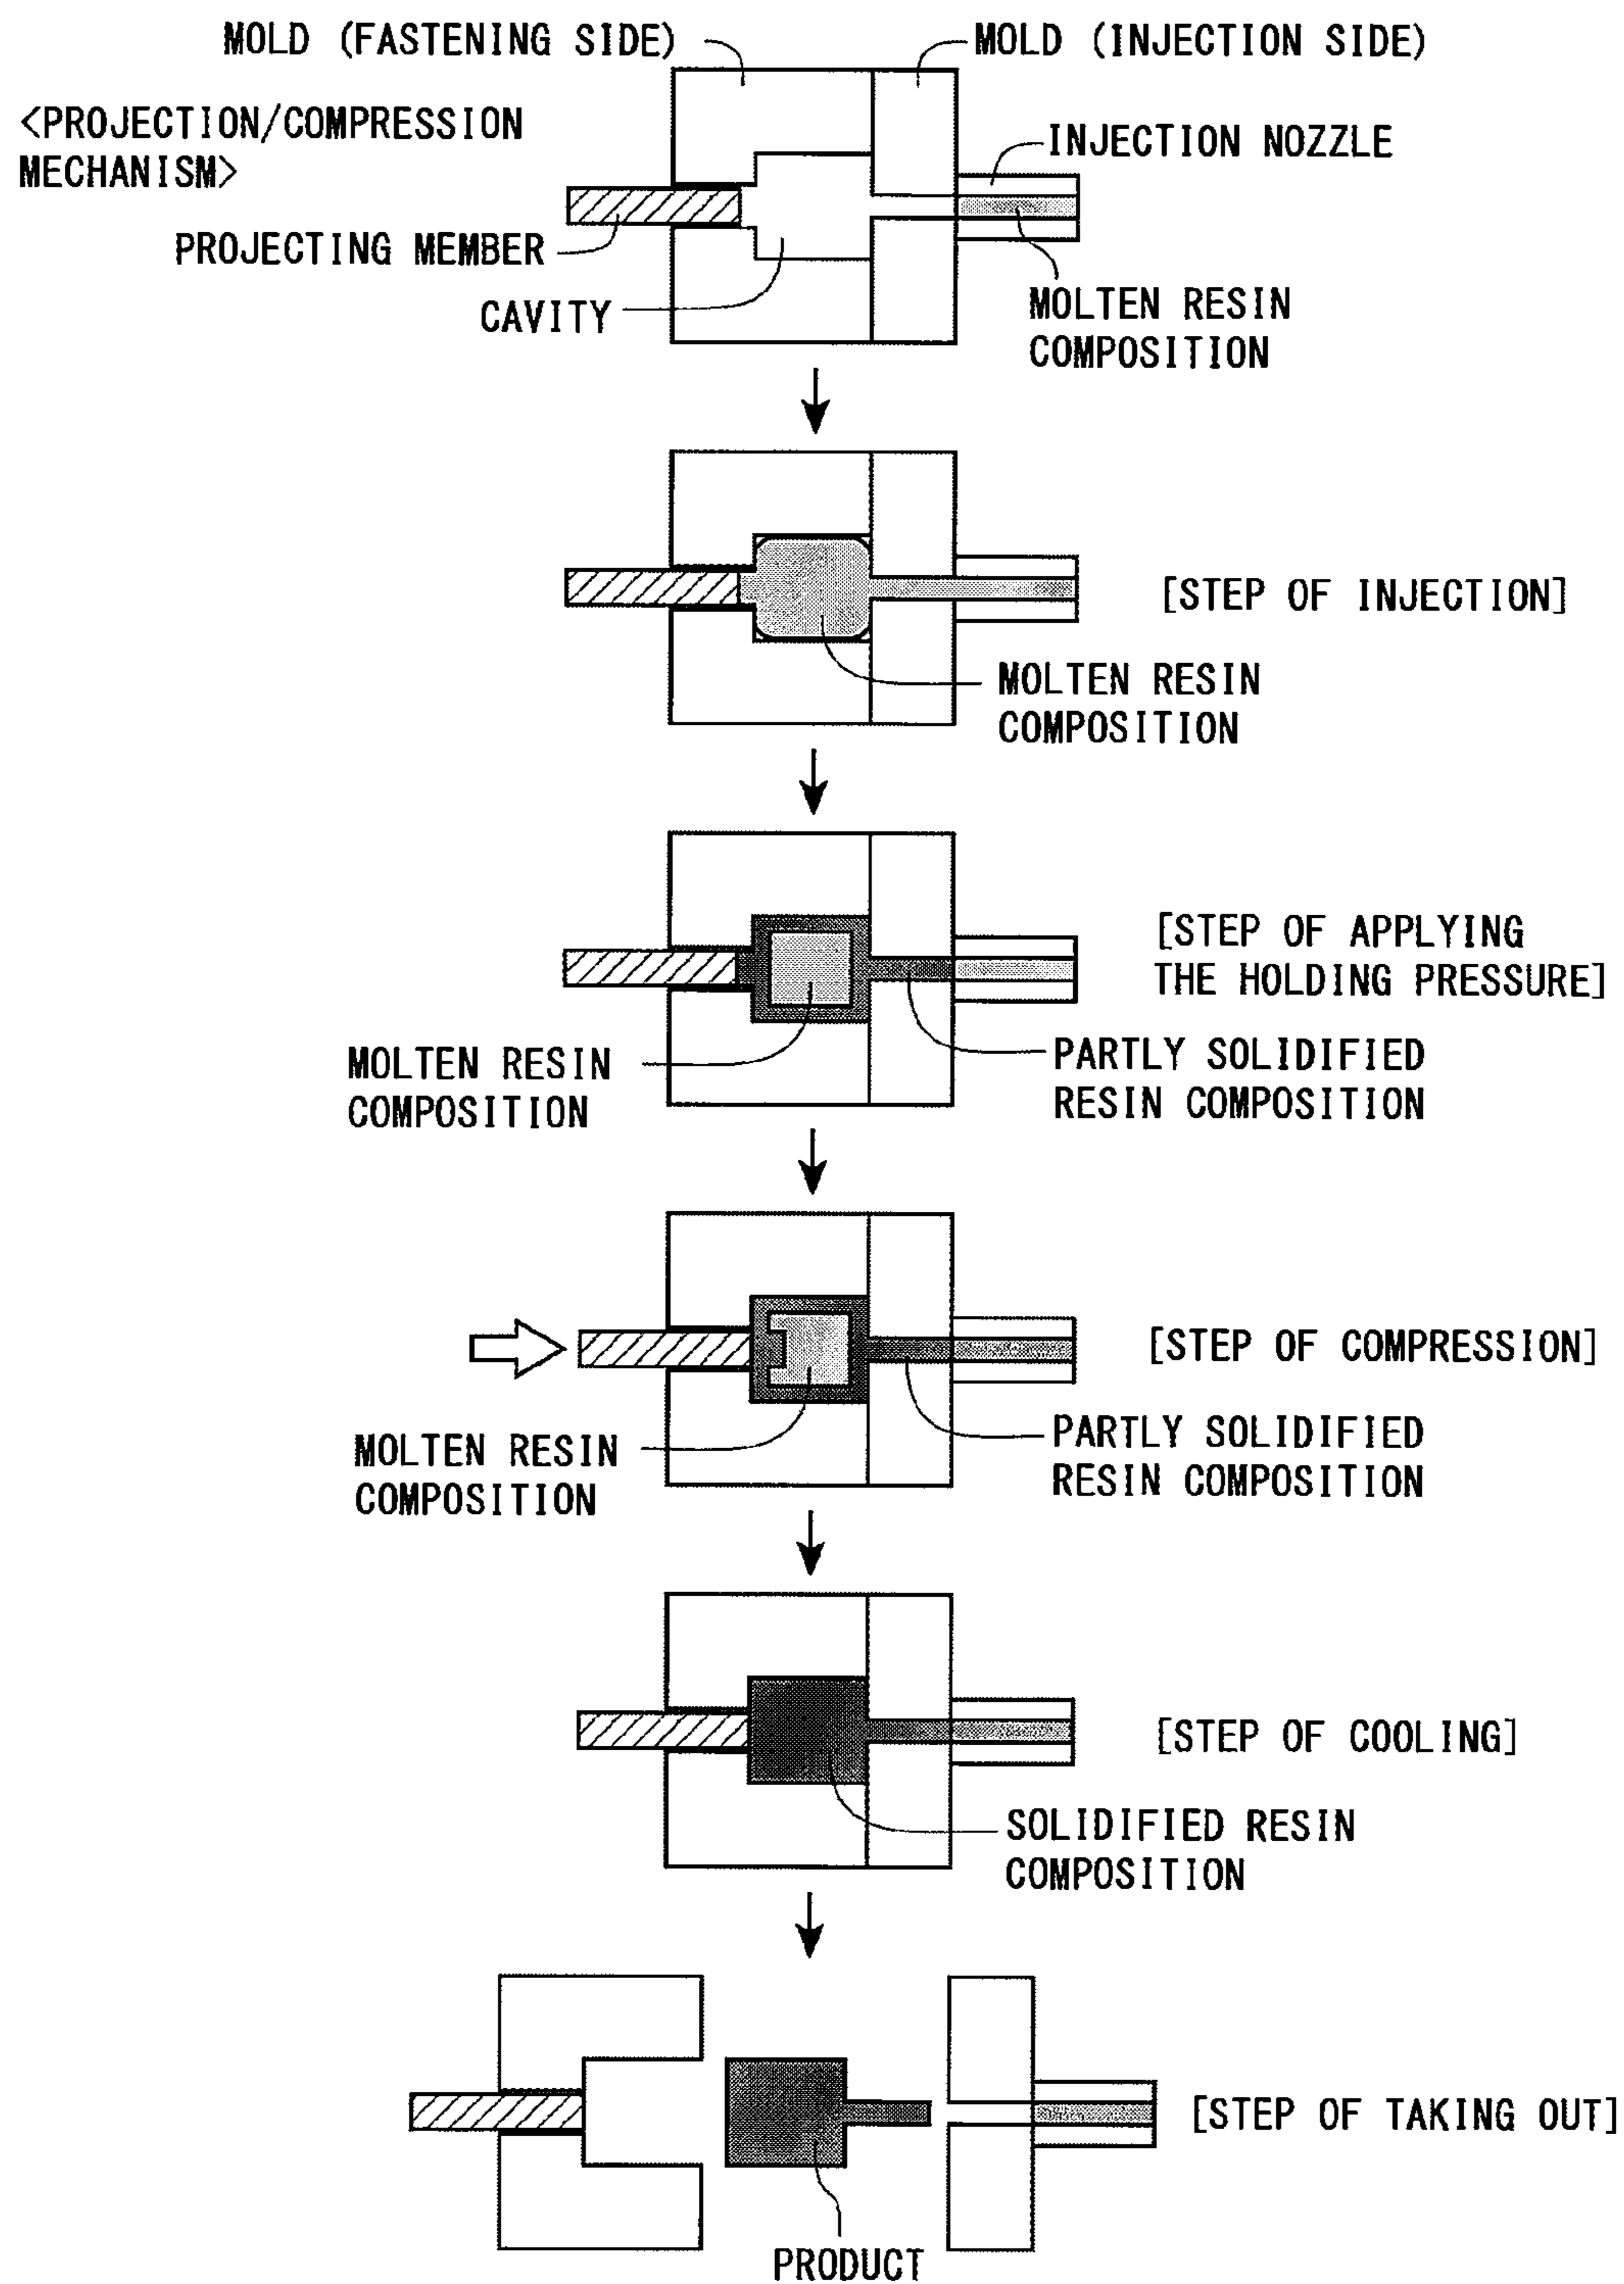 MOLD (FASTENING SIDE)
MOLD (INJECTION SIDE)
<PROJECTION/COMPRESSION
MECHANISM>
INJECTION NOZZLE
PROJECTING MEMBER
CAVITY
MOLTEN RESIN
COMPOSITION
[STEP OF INJECTION]
MOLTEN RESIN
COMPOSITION
[STEP OF APPLYING
THE HOLDING PRESSURE]
MOLTEN RESIN
COMPOSITION
PARTLY SOLIDIFIED
RESIN COMPOSITION
[STEP OF COMPRESSION]
MOLTEN RESIN
COMPOSITION
PARTLY SOLIDIFIED
RESIN COMPOSITION
[STEP OF COOLING]
SOLIDIFIED RESIN
COMPOSITION
[STEP OF TAKING OUT]
PRODUCT